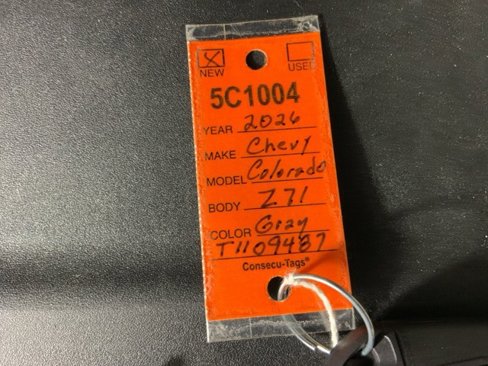 NEW USED
5C1004
YEAR 2026
MAKE Chevy
MODEL Colorado
BODY Z71
COLOR Gray
T1109487
Consecu-Tags®